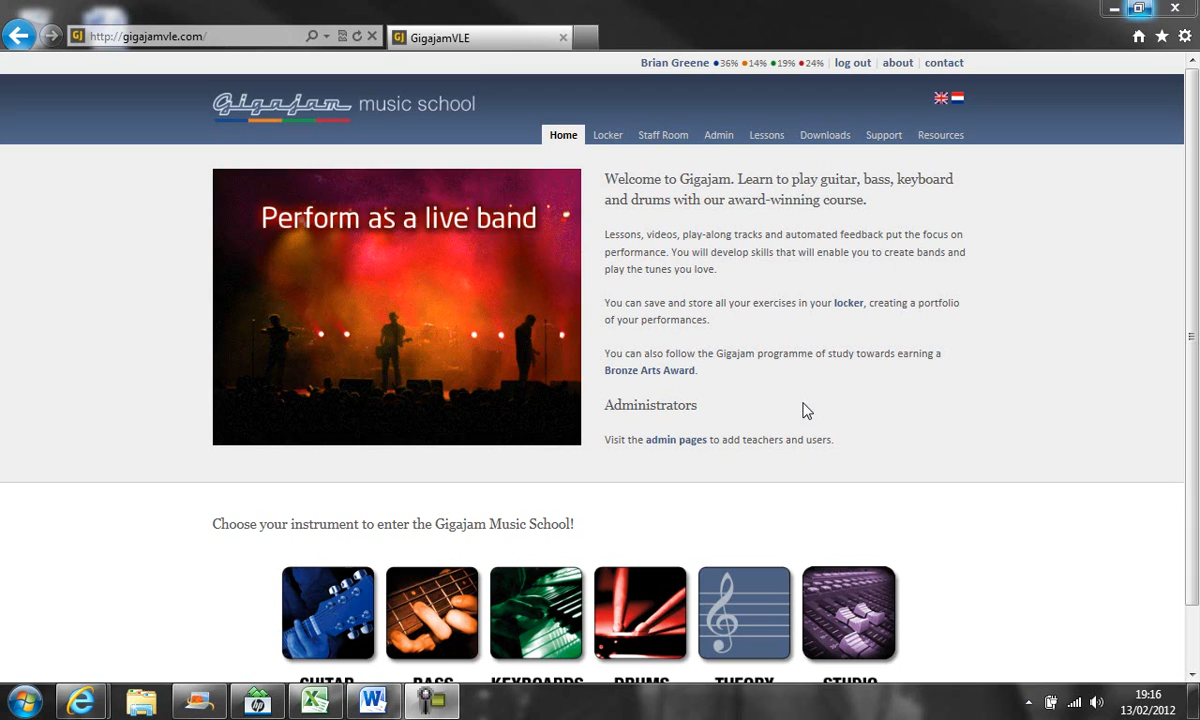 http://gigajamvle.com/
GigajamVLE
Brian Greene 36% 14% 19% 24% | log out | about | contact
Gigajam music school
Home Locker Staff Room Admin Lessons Downloads Support Resources
Perform as a live band
Welcome to Gigajam. Learn to play guitar, bass, keyboard
and drums with our award-winning course.
Lessons, videos, play-along tracks and automated feedback put the focus on
performance. You will develop skills that will enable you to create bands and
play the tunes you love.
You can save and store all your exercises in your locker, creating a portfolio
of your performances.
You can also follow the Gigajam programme of study towards earning a
Bronze Arts Award.
Administrators
Visit the admin pages to add teachers and users.
Choose your instrument to enter the Gigajam Music School!
GUITAR BASS KEYBOARDS DRUMS THEORY STUDIO
19:16
13/02/2012